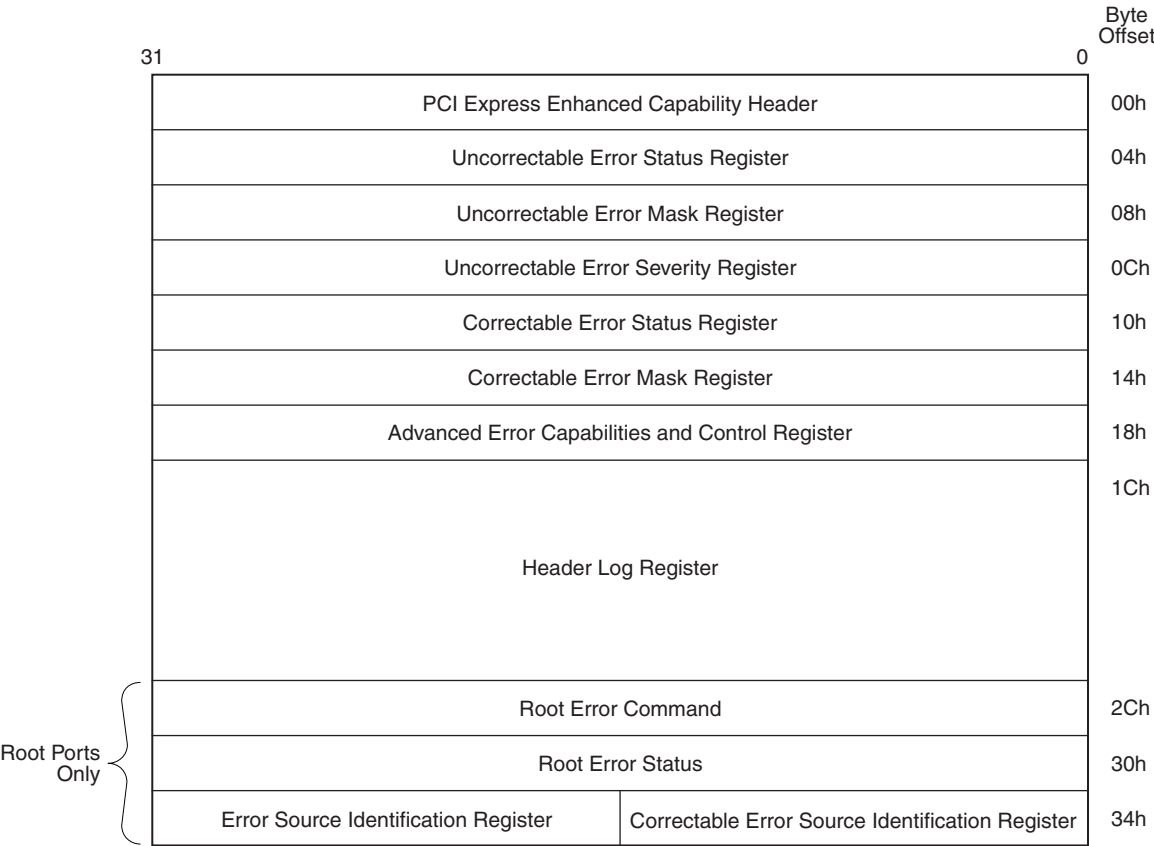 Byte
Offset
31 0
PCI Express Enhanced Capability Header 00h
Uncorrectable Error Status Register 04h
Uncorrectable Error Mask Register 08h
Uncorrectable Error Severity Register 0Ch
Correctable Error Status Register 10h
Correctable Error Mask Register 14h
Advanced Error Capabilities and Control Register 18h
1Ch
Header Log Register
Root Error Command 2Ch
Root Ports
Only
Root Error Status 30h
Error Source Identification Register Correctable Error Source Identification Register 34h